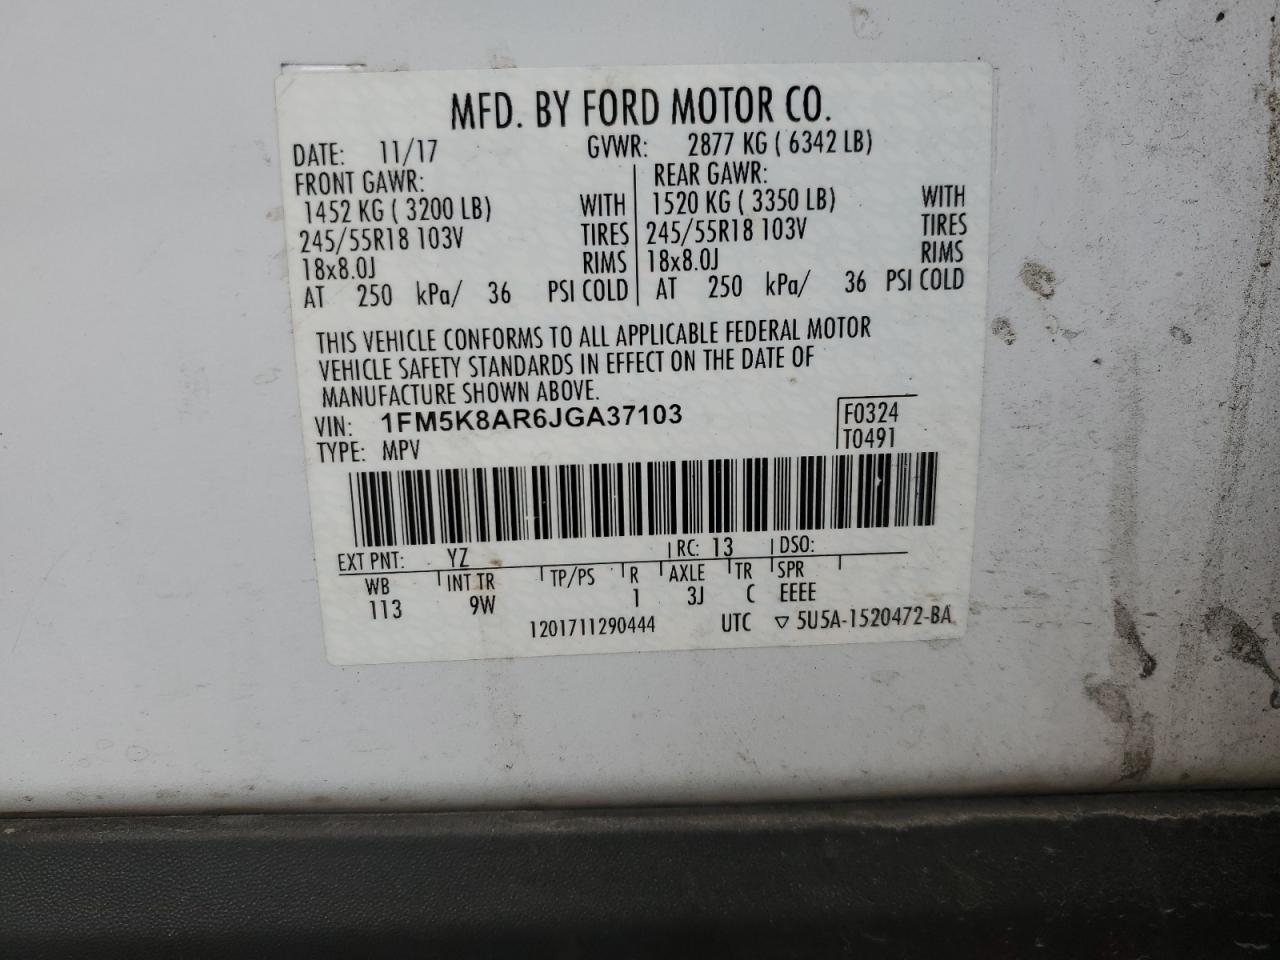 MFD. BY FORD MOTOR CO.
DATE: 11/17 GVWR: 2877 KG ( 6342 LB)
FRONT GAWR: REAR GAWR:
1452 KG ( 3200 LB) WITH 1520 KG ( 3350 LB) WITH
245/55R18 103V TIRES 245/55R18 103V TIRES
18x8.0J RIMS 18x8.0J RIMS
AT 250 kPa/ 36 PSI COLD AT 250 kPa/ 36 PSI COLD
THIS VEHICLE CONFORMS TO ALL APPLICABLE FEDERAL MOTOR
VEHICLE SAFETY STANDARDS IN EFFECT ON THE DATE OF
MANUFACTURE SHOWN ABOVE.
VIN: 1FM5K8AR6JGA37103 F0324
TYPE: MPV T0491
EXT PNT: YZ RC: 13 DSO:
WB INT TR TP/PS R AXLE TR SPR
113 9W 1 3J C EEEE
1201711290444 UTC ▽ 5U5A-1520472-BA